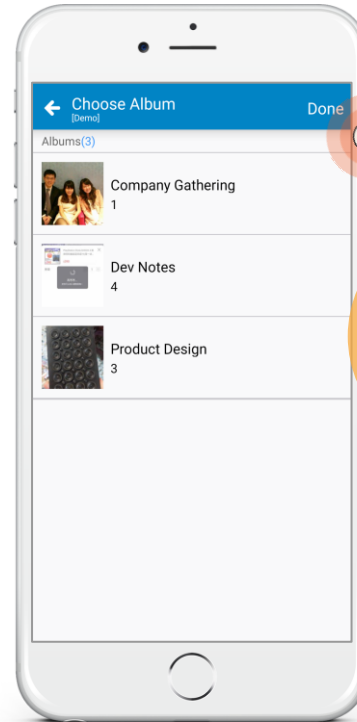 Choose Album
[Demo]
Done
Albums(3)
Company Gathering
1
Dev Notes
4
Product Design
3